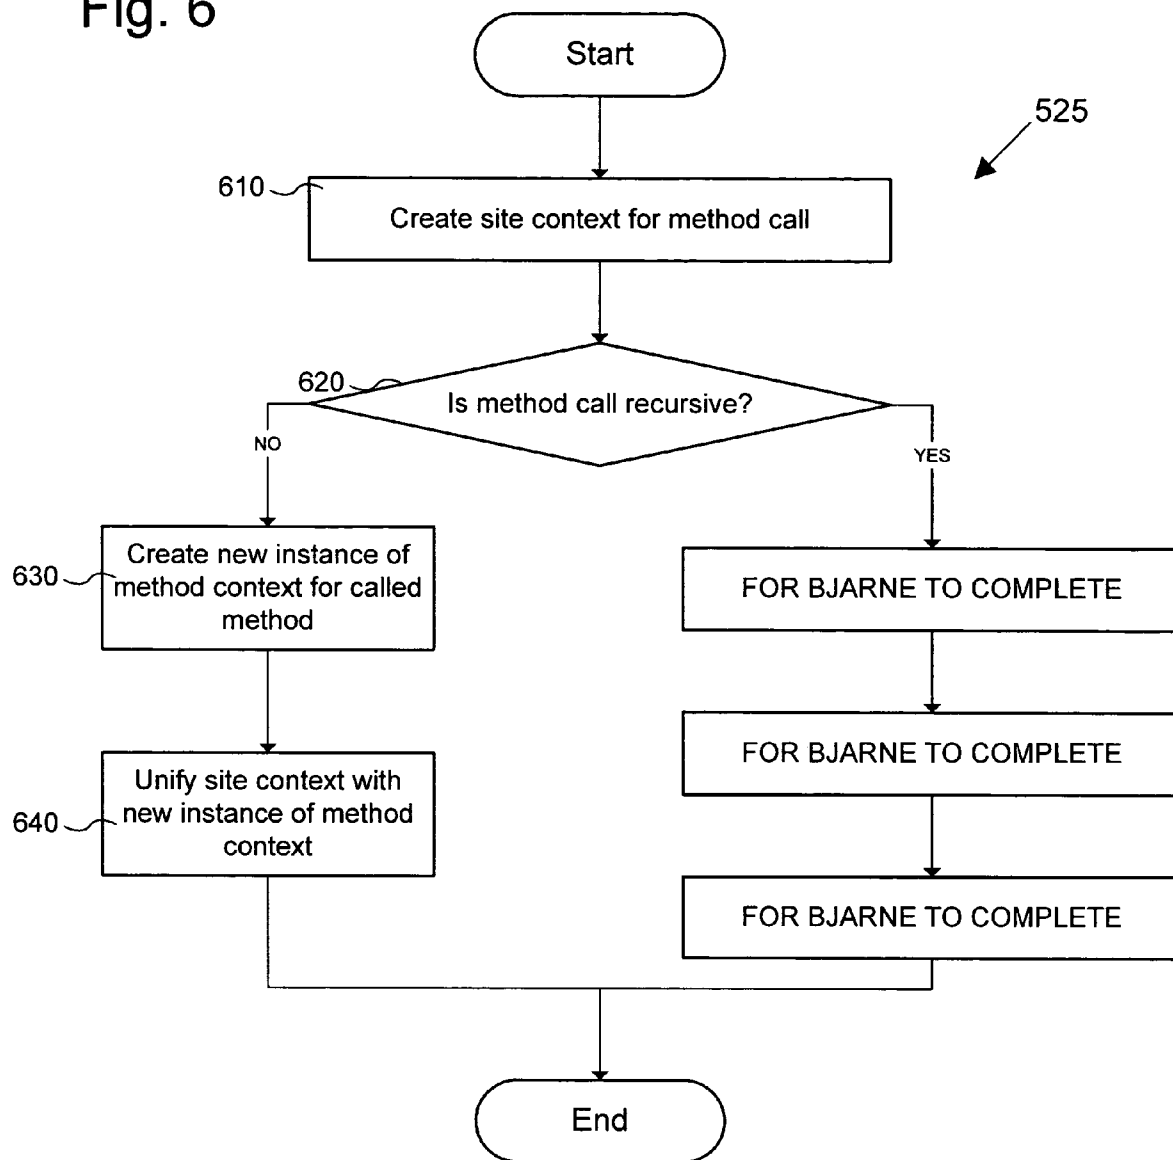 Fig. 6
Start
525
610
Create site context for method call
620
Is method call recursive?
NO
YES
630
Create new instance of
method context for called
method
FOR BJARNE TO COMPLETE
640
Unify site context with
new instance of method
context
FOR BJARNE TO COMPLETE
FOR BJARNE TO COMPLETE
End